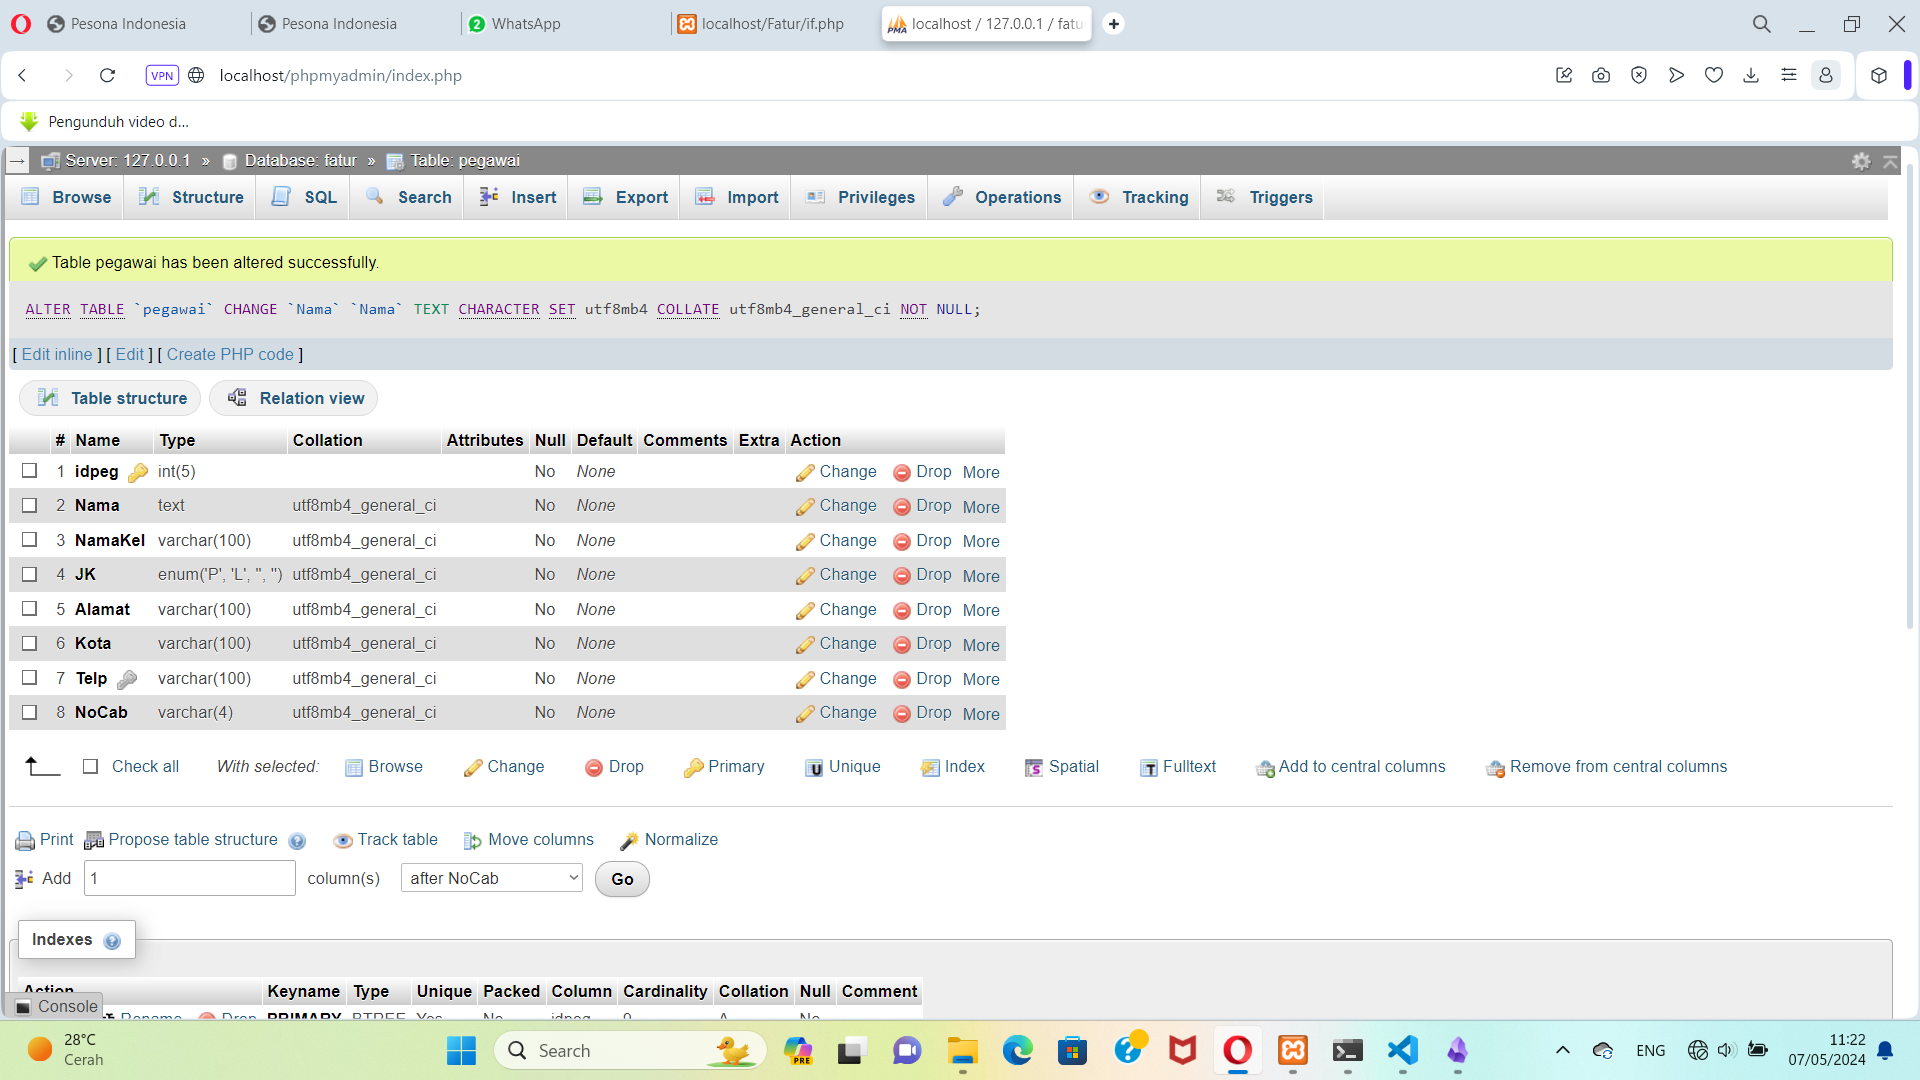 Pesona Indonesia
Pesona Indonesia
WhatsApp
localhost/Fatur/if.php
localhost / 127.0.0.1 / fatu
VPN
localhost/phpmyadmin/index.php
Pengunduh video d...
Server: 127.0.0.1 » Database: fatur » Table: pegawai
Browse Structure SQL Search Insert Export Import Privileges Operations Tracking Triggers
Table pegawai has been altered successfully.
ALTER TABLE `pegawai` CHANGE `Nama` `Nama` TEXT CHARACTER SET utf8mb4 COLLATE utf8mb4_general_ci NOT NULL;
[ Edit inline ] [ Edit ] [ Create PHP code ]
Table structure Relation view
# Name Type Collation Attributes Null Default Comments Extra Action
1 idpeg int(5) No None Change Drop More
2 Nama text utf8mb4_general_ci No None Change Drop More
3 NamaKel varchar(100) utf8mb4_general_ci No None Change Drop More
4 JK enum('P', 'L', '', '') utf8mb4_general_ci No None Change Drop More
5 Alamat varchar(100) utf8mb4_general_ci No None Change Drop More
6 Kota varchar(100) utf8mb4_general_ci No None Change Drop More
7 Telp varchar(100) utf8mb4_general_ci No None Change Drop More
8 NoCab varchar(4) utf8mb4_general_ci No None Change Drop More
Check all With selected: Browse Change Drop Primary Unique Index Spatial Fulltext Add to central columns Remove from central columns
Print Propose table structure Track table Move columns Normalize
Add 1 column(s) after NoCab Go
Indexes
Action Keyname Type Unique Packed Column Cardinality Collation Null Comment
Rename Drop PRIMARY BTREE Yes No idpeg 0 A No
Console
28°C
Cerah
Search
PRE
ENG
11:22
07/05/2024